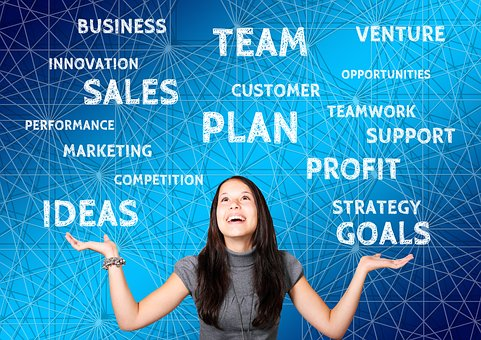 BUSINESS
TEAM
VENTURE
INNOVATION
OPPORTUNITIES
SALES
CUSTOMER
TEAMWORK
PERFORMANCE
PLAN
SUPPORT
MARKETING
PROFIT
COMPETITION
IDEAS
STRATEGY
GOALS